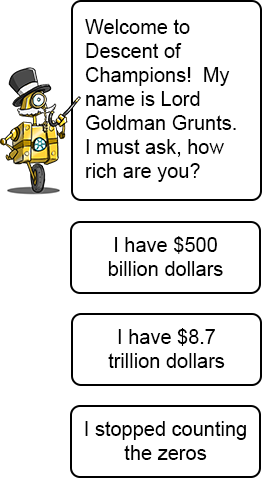 Welcome to
Descent of
Champions!  My
name is Lord
Goldman Grunts.
I must ask, how
rich are you?
I have $500
billion dollars
I have $8.7
trillion dollars
I stopped counting
the zeros